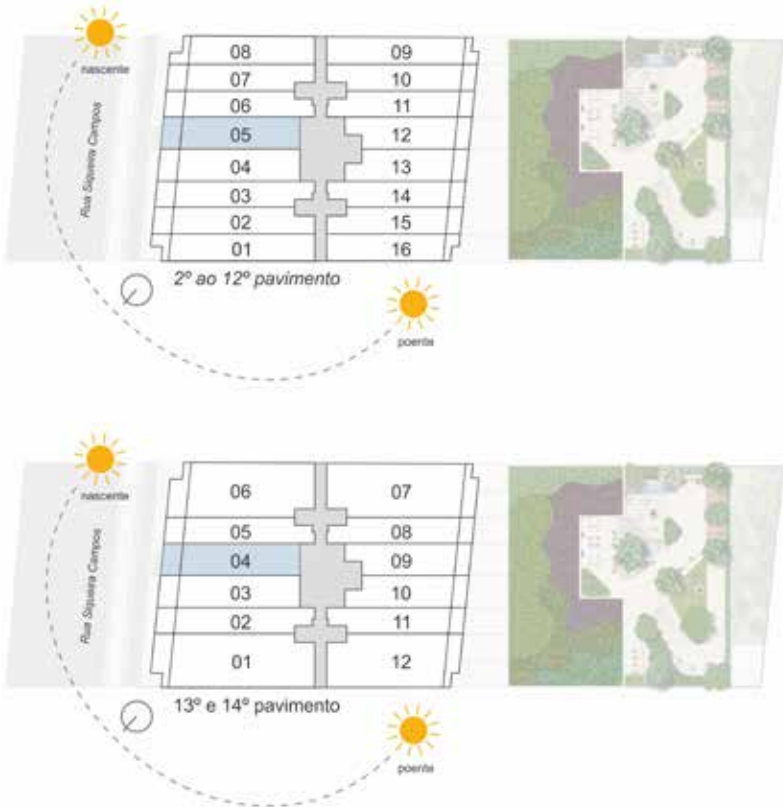 nascente
Rua Siqueira Campos
08 09
07 10
06 11
05 12
04 13
03 14
02 15
01 16
2º ao 12º pavimento
poente
nascente
Rua Siqueira Campos
06 07
05 08
04 09
03 10
02 11
01 12
13º e 14º pavimento
poente